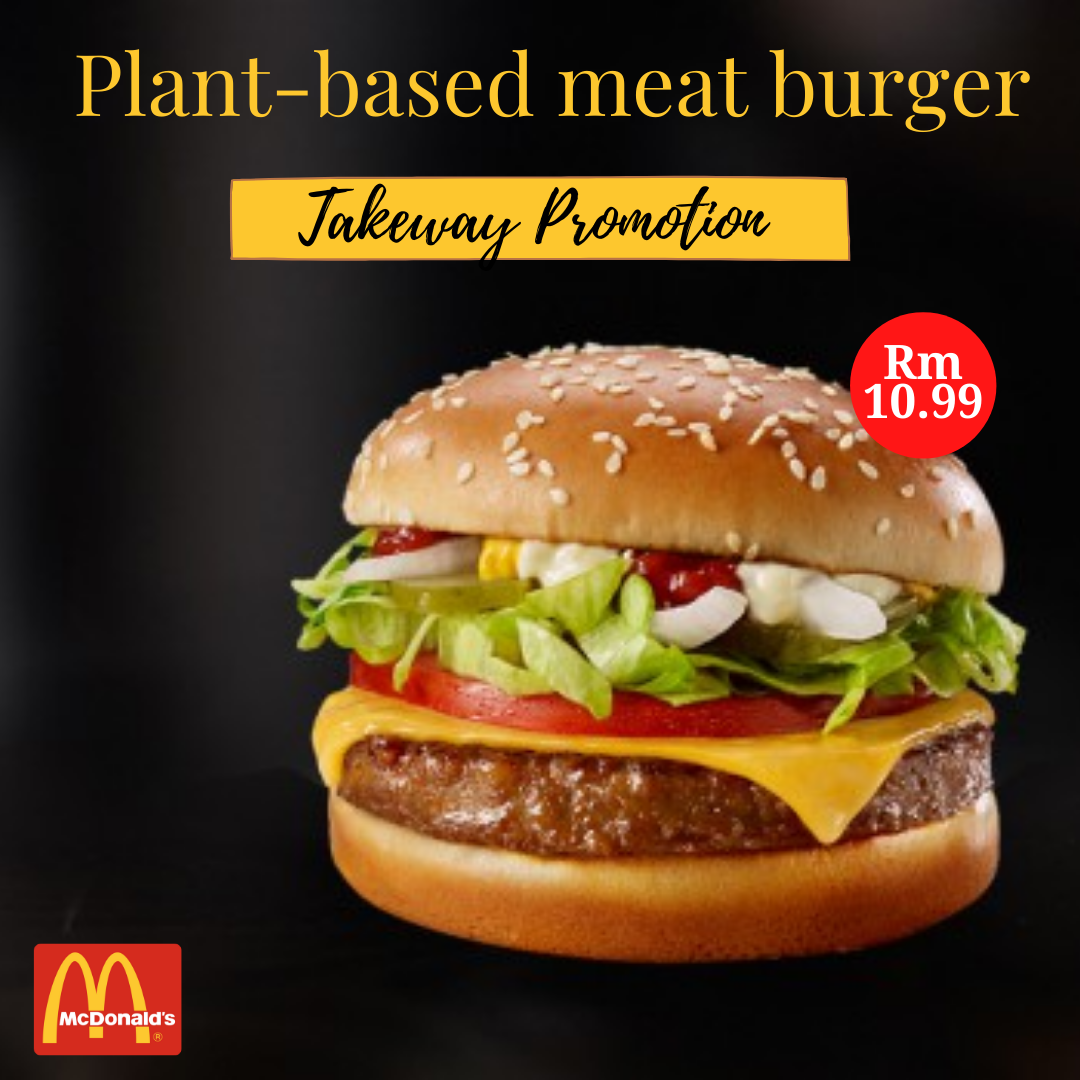 Plant-based meat burger
Takeway Promotion
Rm
10.99
McDonald's
®